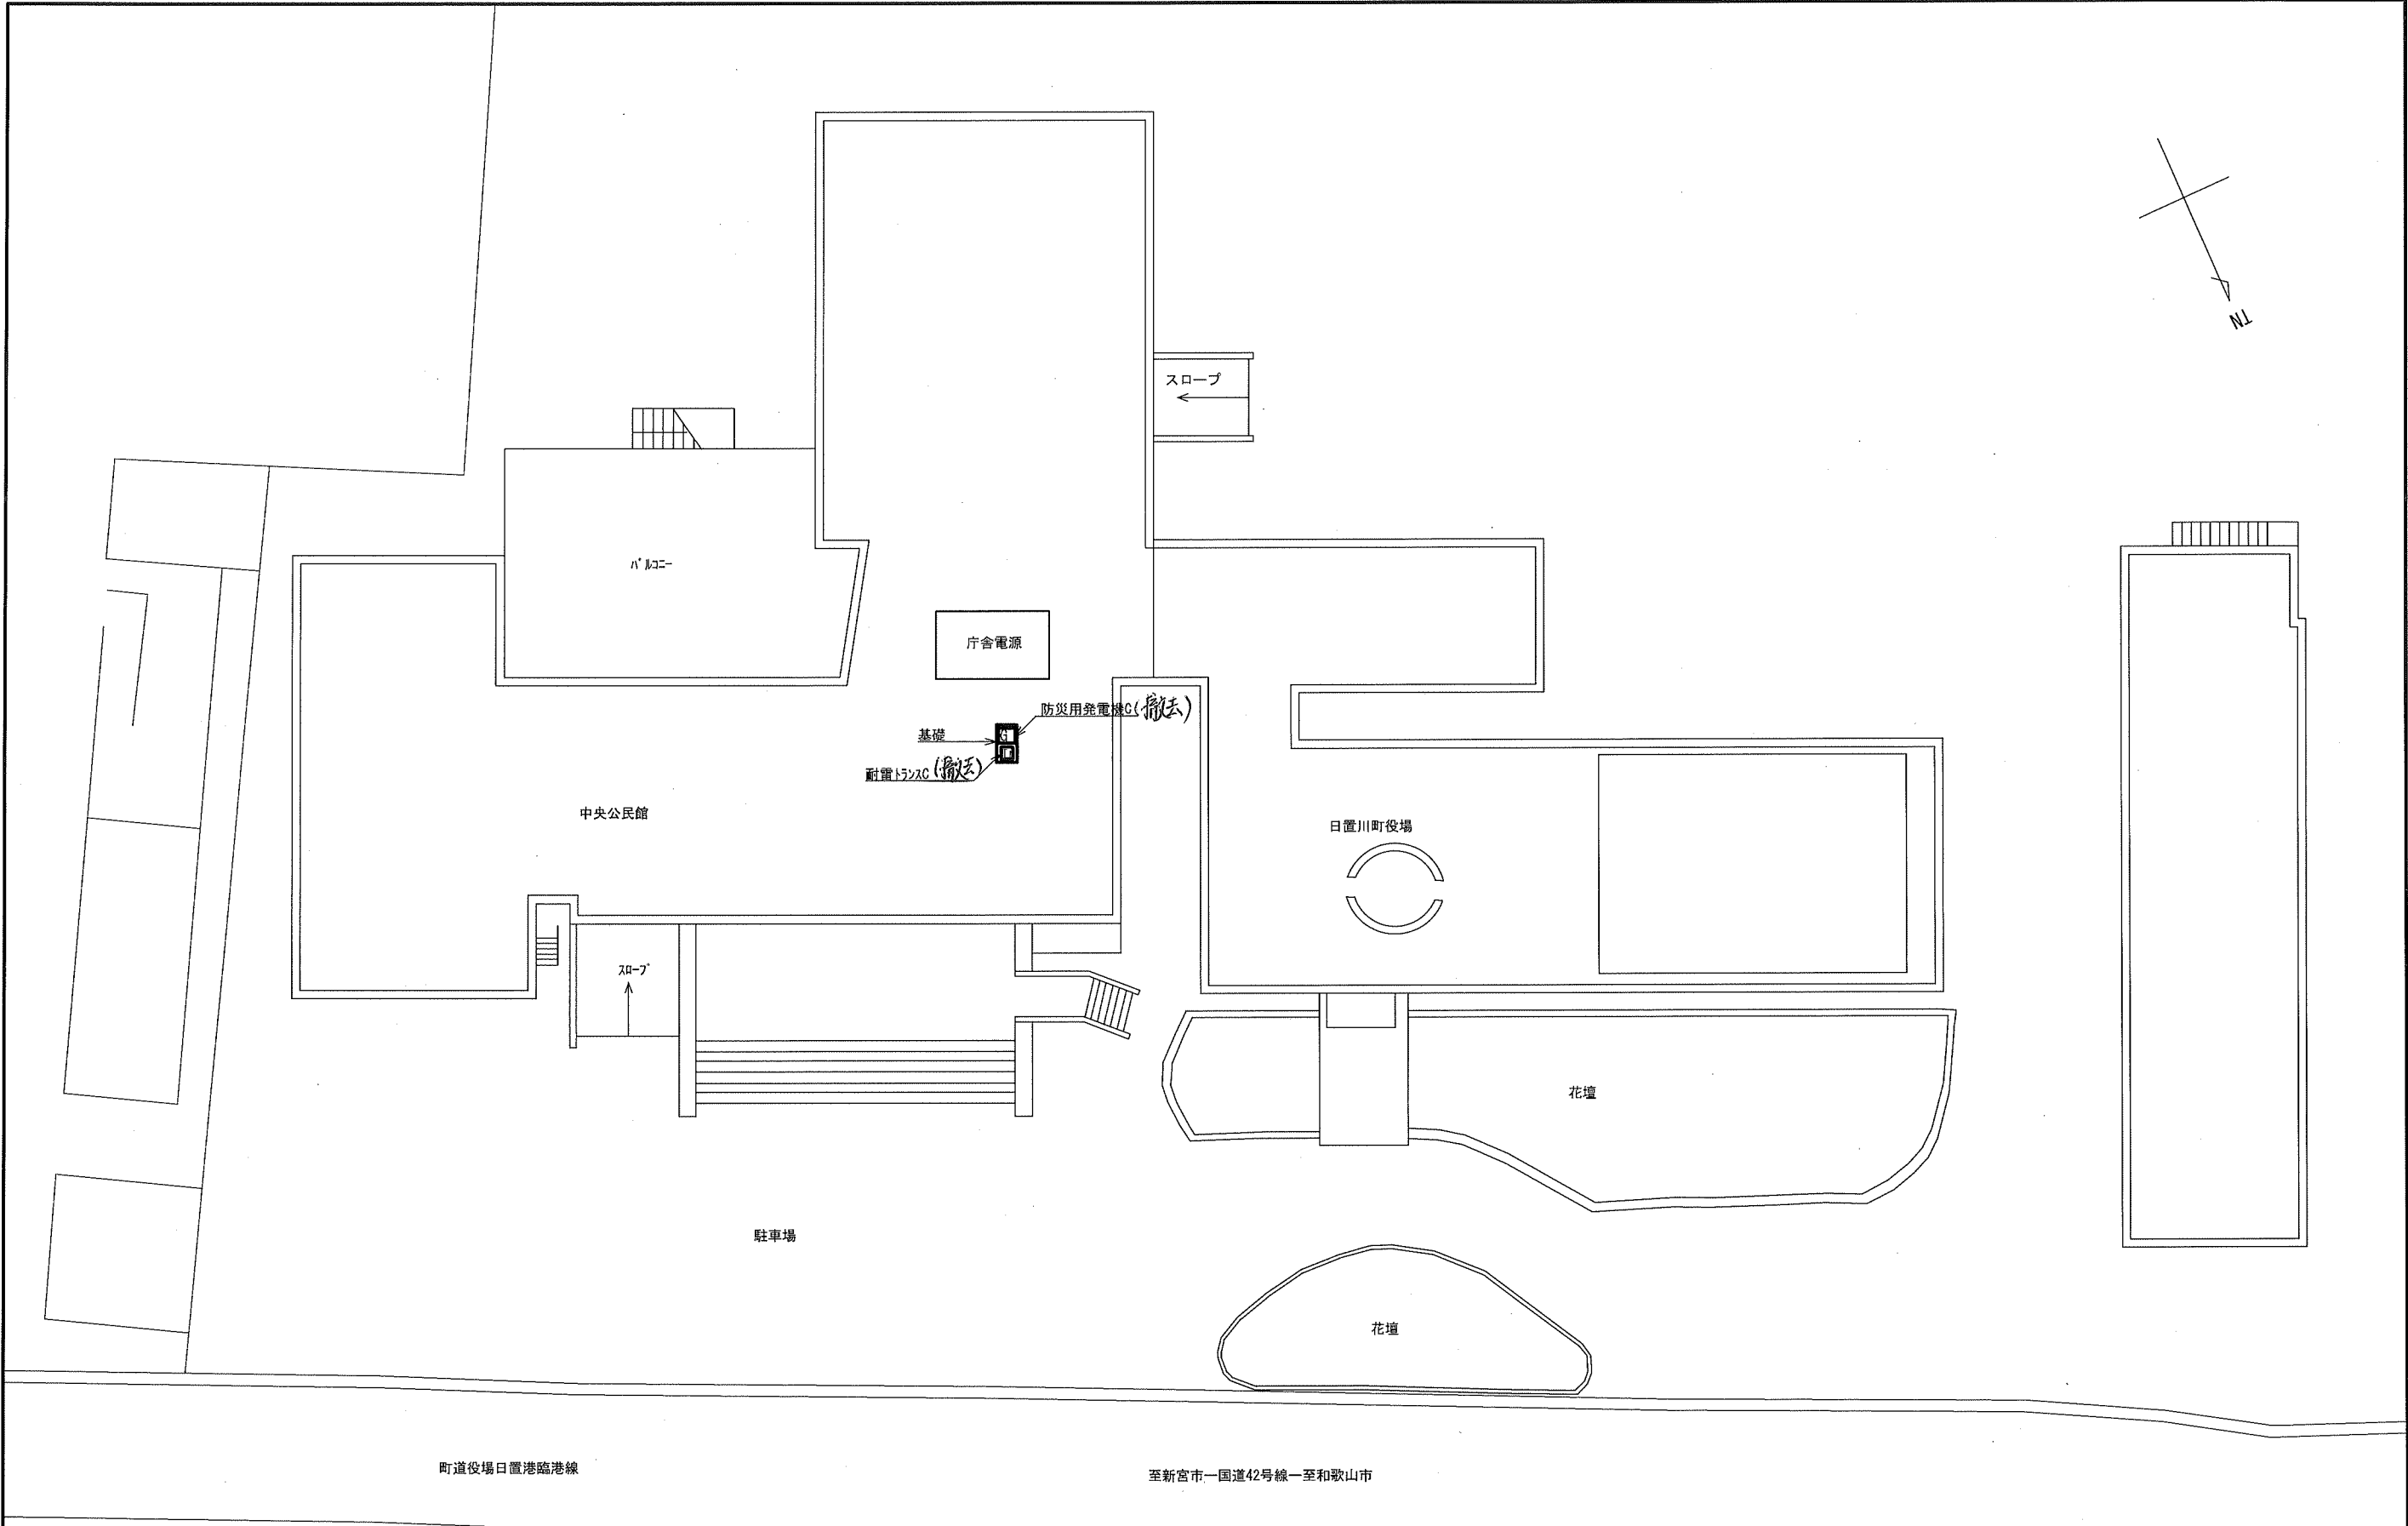 TN
スロープ
バルコニー
庁舎電源
防災用発電機G(撤去)
基礎
G
耐雷トランスC(撤去)
中央公民館
日置川町役場
スロープ
花壇
駐車場
花壇
町道役場日置港臨港線
至新宮市ー国道42号線ー至和歌山市